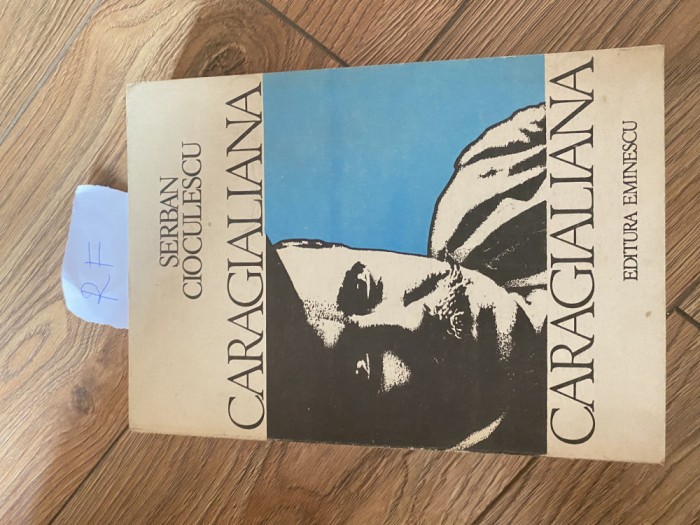 RF
SERBAN
CIOCULESCU
CARAGIALIANA
CARAGIALIANA
EDITURA EMINESCU